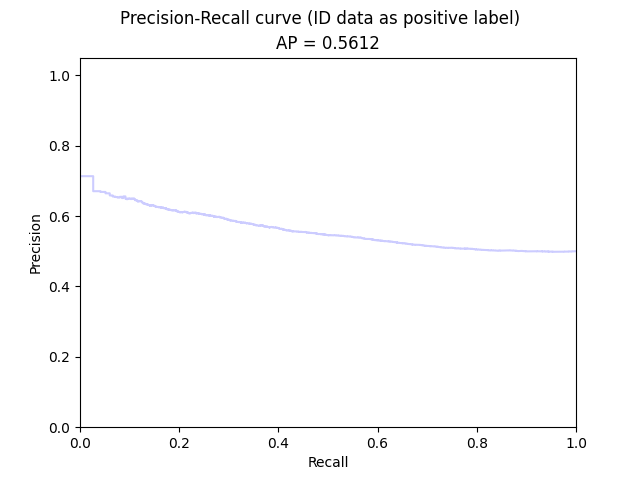 Precision-Recall curve (ID data as positive label)
AP = 0.5612
1.0
0.8
0.6
0.4
0.2
0.0
Precision
0.0 0.2 0.4 0.6 0.8 1.0
Recall